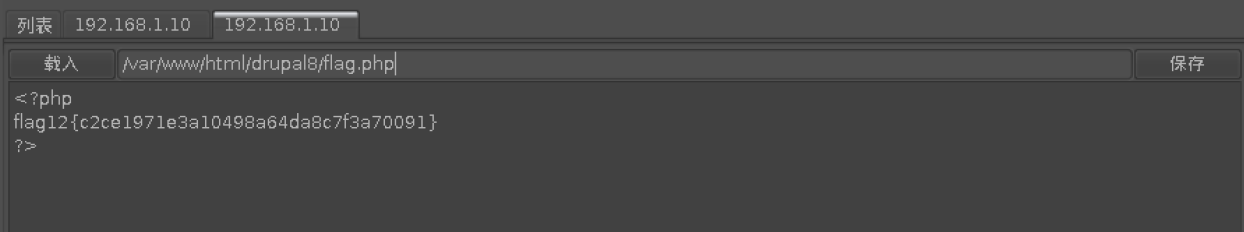 列表 192.168.1.10 192.168.1.10
载入 /var/www/html/drupal8/flag.php 保存
<?php
flag12{c2ce1971e3a10498a64da8c7f3a70091}
?>